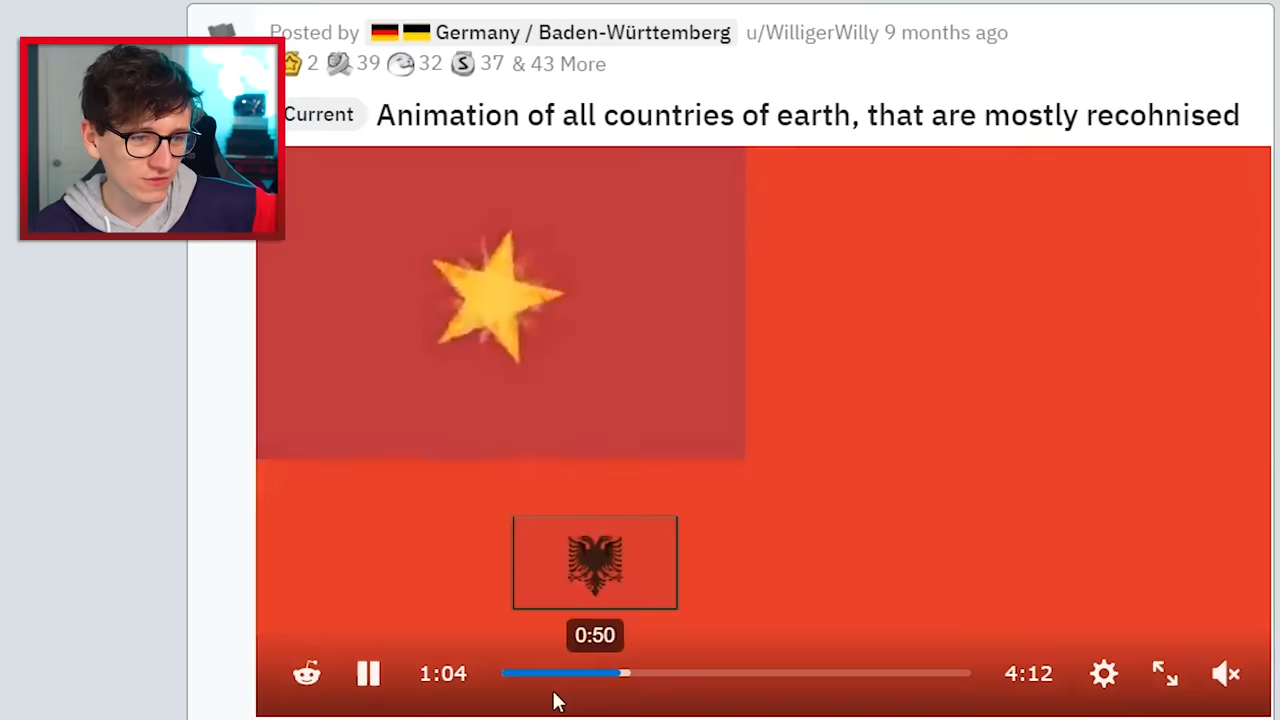 Posted by Germany / Baden-Württemberg u/WilligerWilly 9 months ago
2 39 32 S 37 & 43 More
Current Animation of all countries of earth, that are mostly recohnised
0:50
1:04 4:12